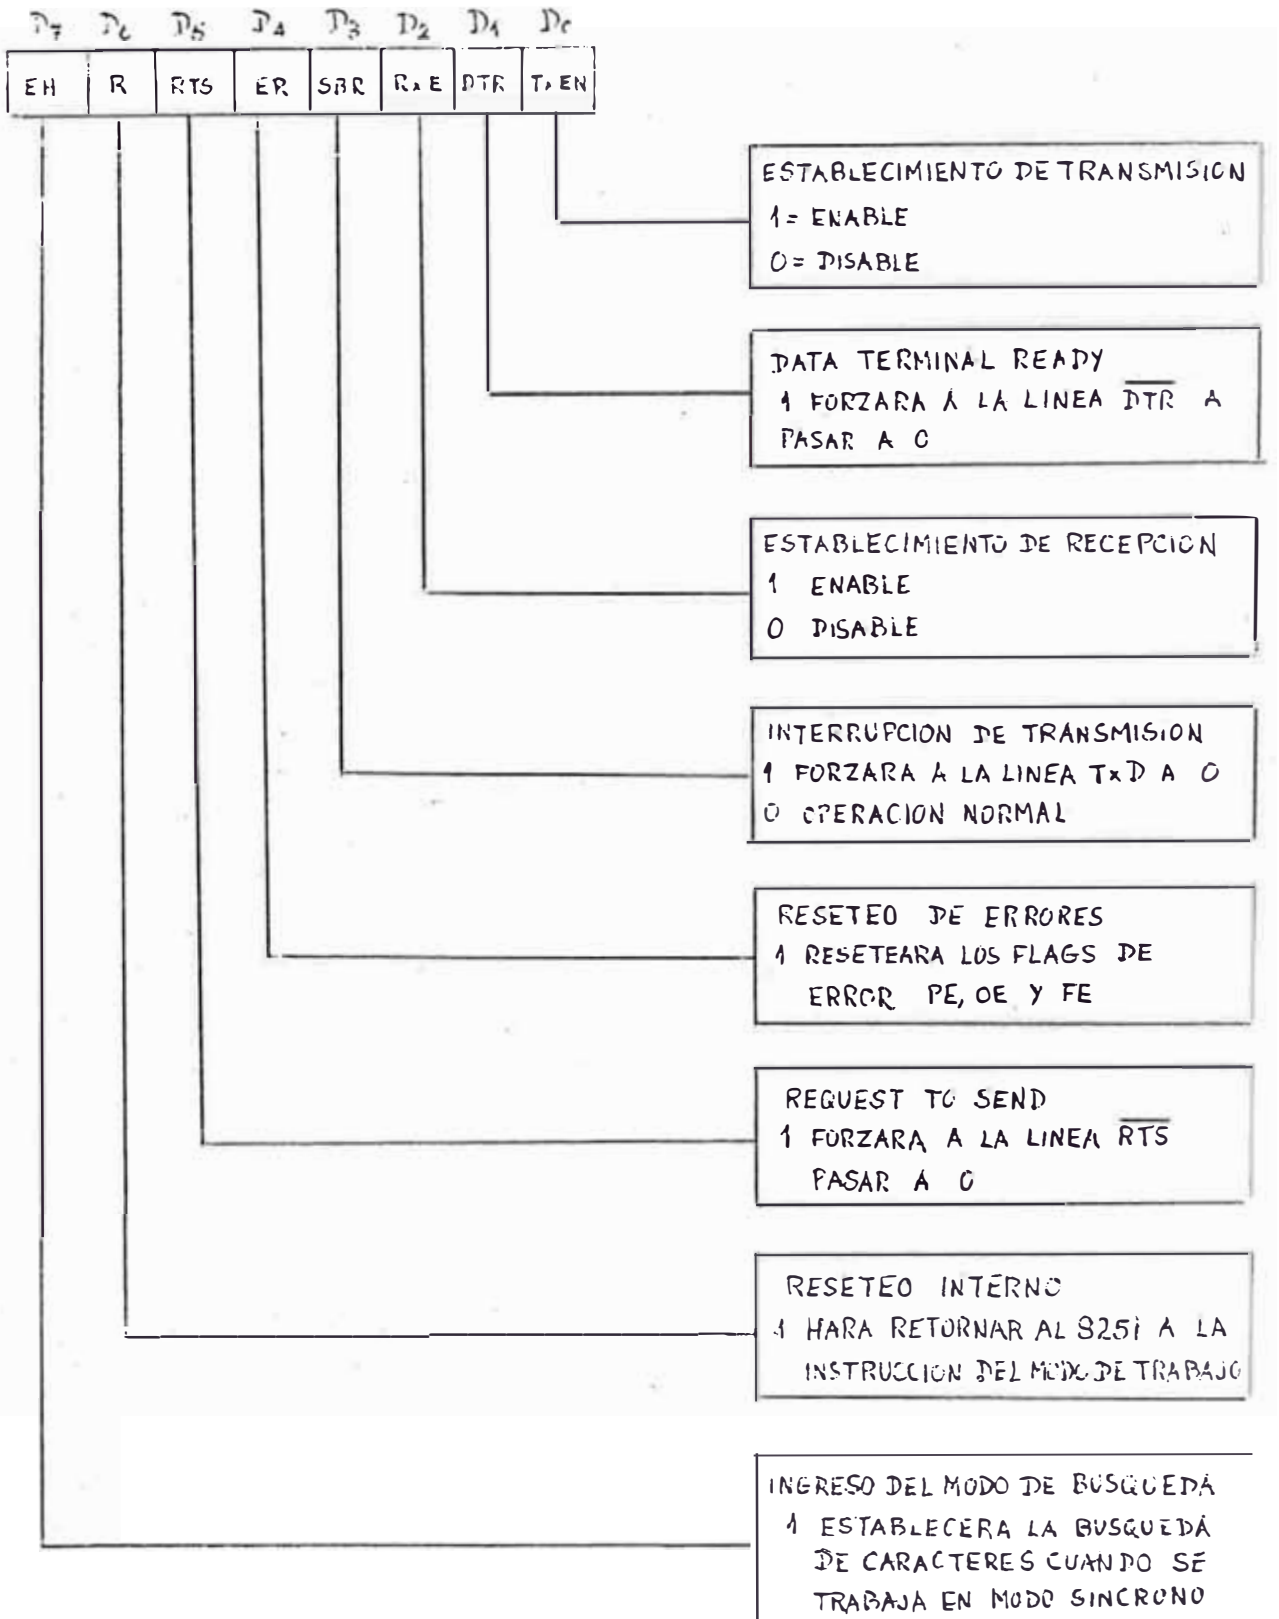 D7 D6 D5 D4 D3 D2 D1 D0
EH R RTS ER SBR RxE DTR TxEN
ESTABLECIMIENTO DE TRANSMISION
1= ENABLE
0= DISABLE
DATA TERMINAL READY
1 FORZARA A LA LINEA DTR A
PASAR A 0
ESTABLECIMIENTO DE RECEPCION
1 ENABLE
0 DISABLE
INTERRUPCION DE TRANSMISION
1 FORZARA A LA LINEA TxD A 0
0 OPERACION NORMAL
RESETEO DE ERRORES
1 RESETEARA LOS FLAGS DE
ERROR PE, OE Y FE
REQUEST TO SEND
1 FORZARA A LA LINEA RTS
PASAR A 0
RESETEO INTERNO
1 HARA RETORNAR AL 8251 A LA
INSTRUCCION DEL MODO DE TRABAJO
INGRESO DEL MODO DE BUSQUEDA
1 ESTABLECERA LA BUSQUEDA
DE CARACTERES CUANDO SE
TRABAJA EN MODO SINCRONO